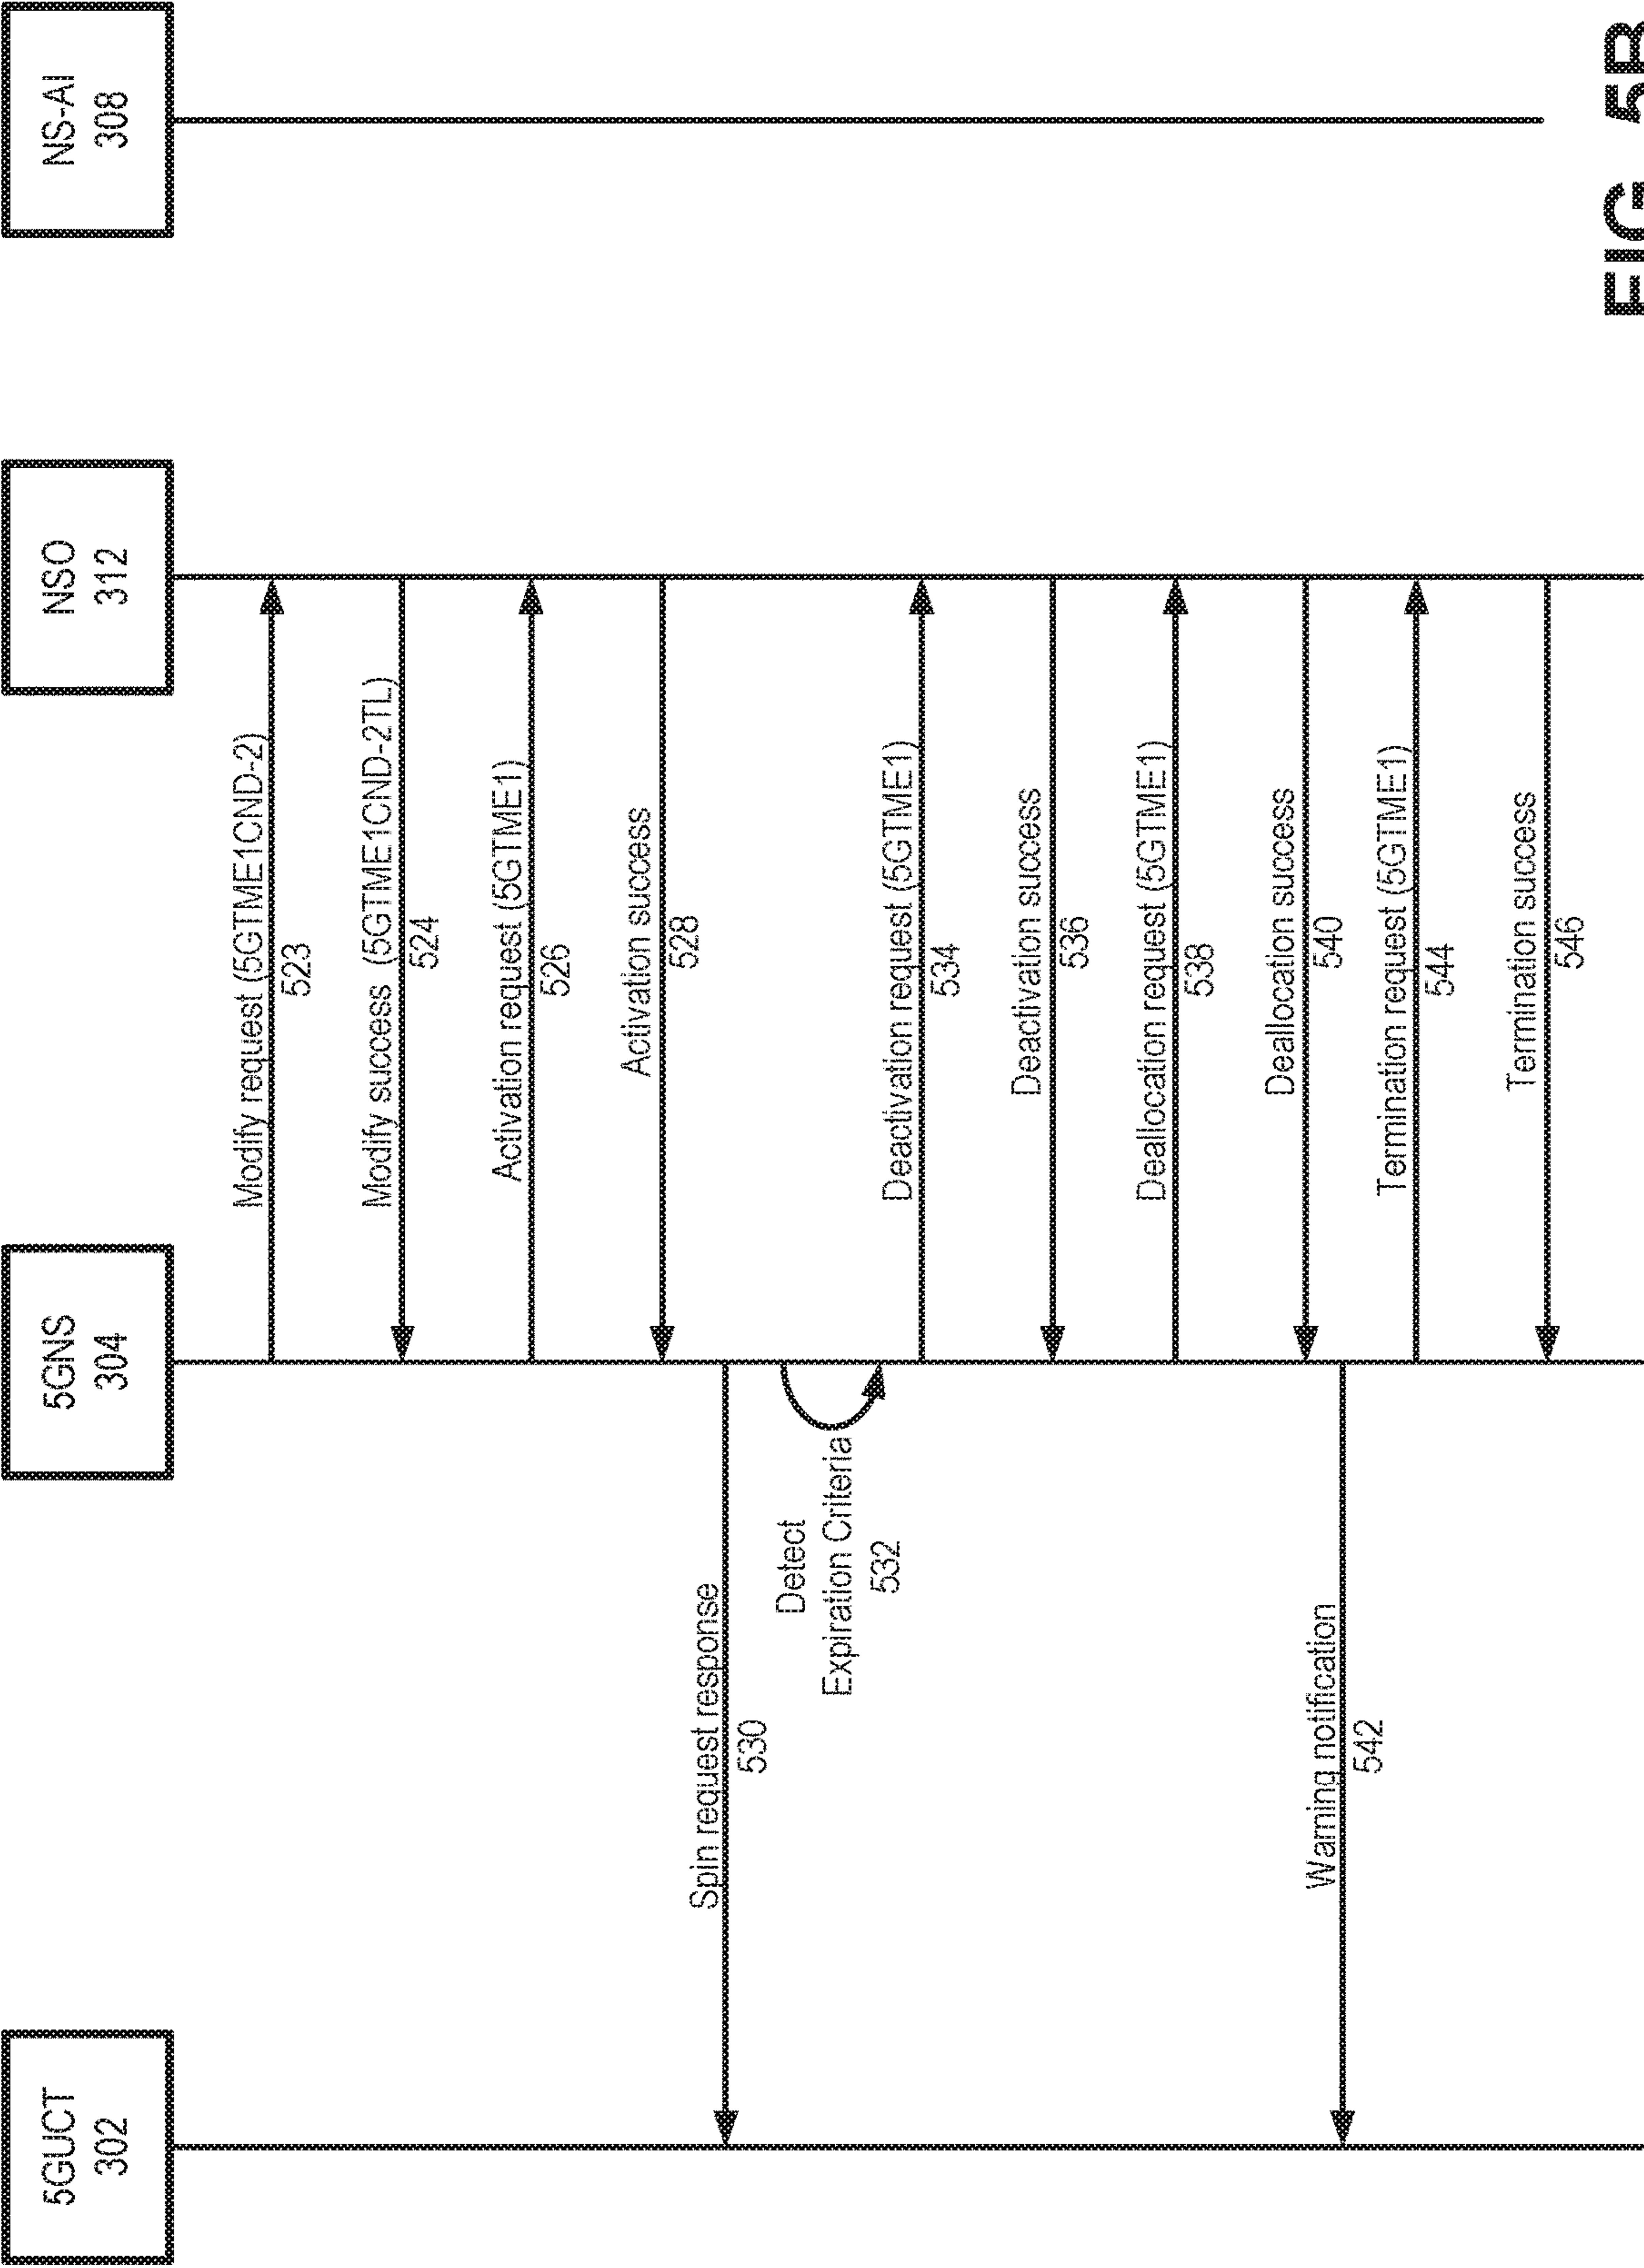 5GUCT
302
5GNS
304
NSO
312
NS-AI
308
Modify request (5GTME1CND-2)
523
Modify success (5GTME1CND-2TL)
524
Activation request (5GTME1)
526
Activation success
528
Spin request response
530
Detect
Expiration Criteria
532
Deactivation request (5GTME1)
534
Deactivation success
536
Deallocation request (5GTME1)
538
Deallocation success
540
Warning notification
542
Termination request (5GTME1)
544
Termination success
546
FIG. 5B